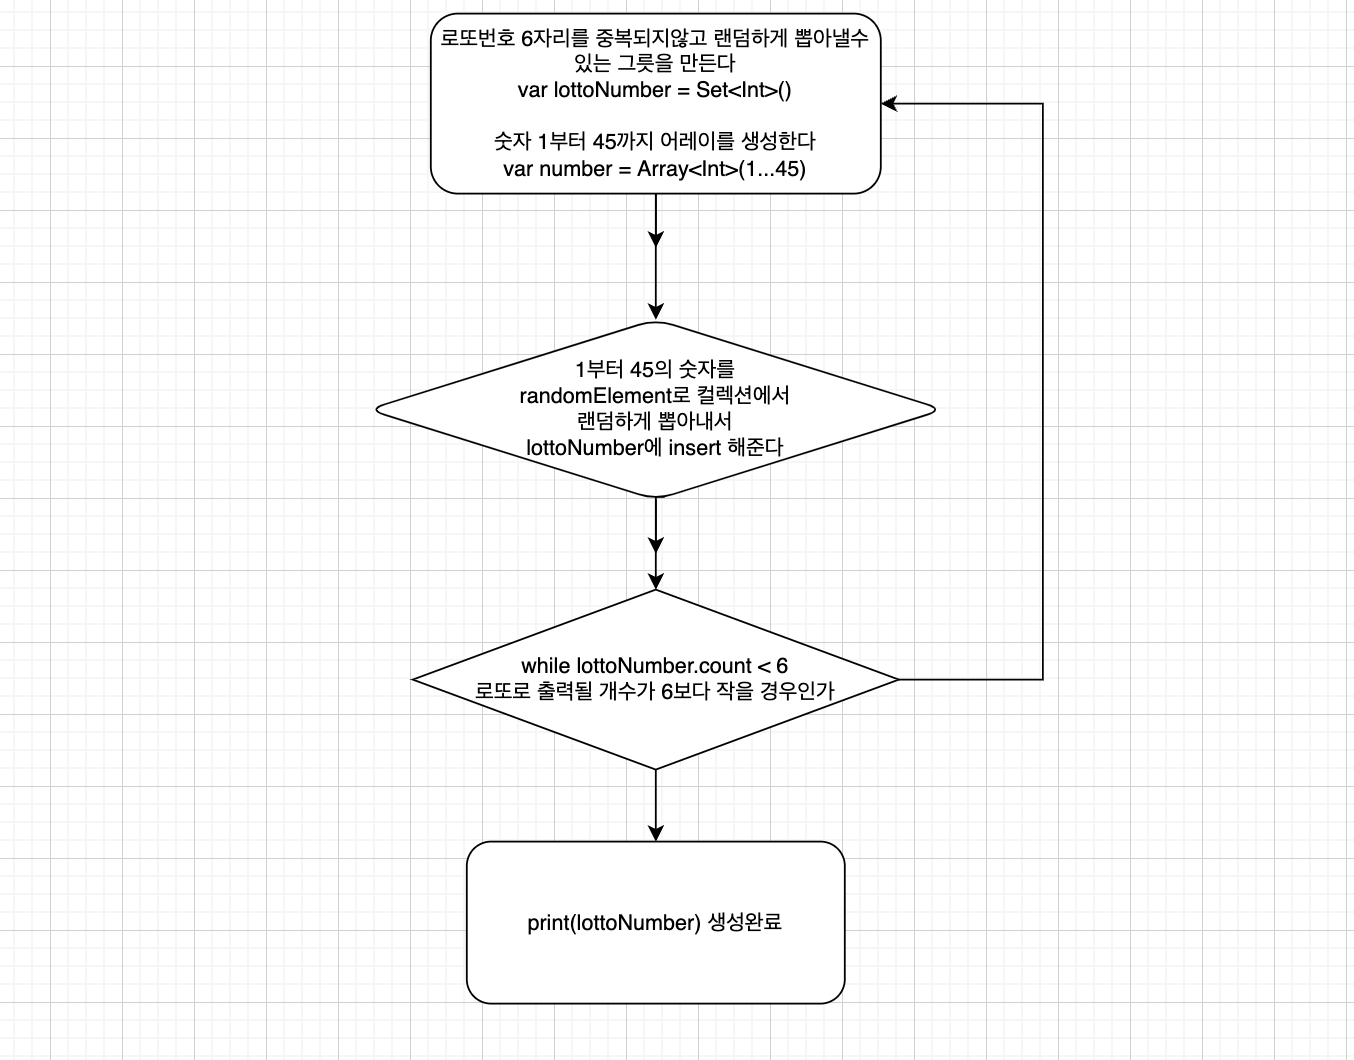 로또번호 6자리를 중복되지않고 랜덤하게 뽑아낼수
있는 그릇을 만든다
var lottoNumber = Set<Int>()
숫자 1부터 45까지 어레이를 생성한다
var number = Array<Int>(1...45)
1부터 45의 숫자를
randomElement로 컬렉션에서
랜덤하게 뽑아내서
lottoNumber에 insert 해준다
while lottoNumber.count < 6
로또로 출력될 개수가 6보다 작을 경우인가
print(lottoNumber) 생성완료